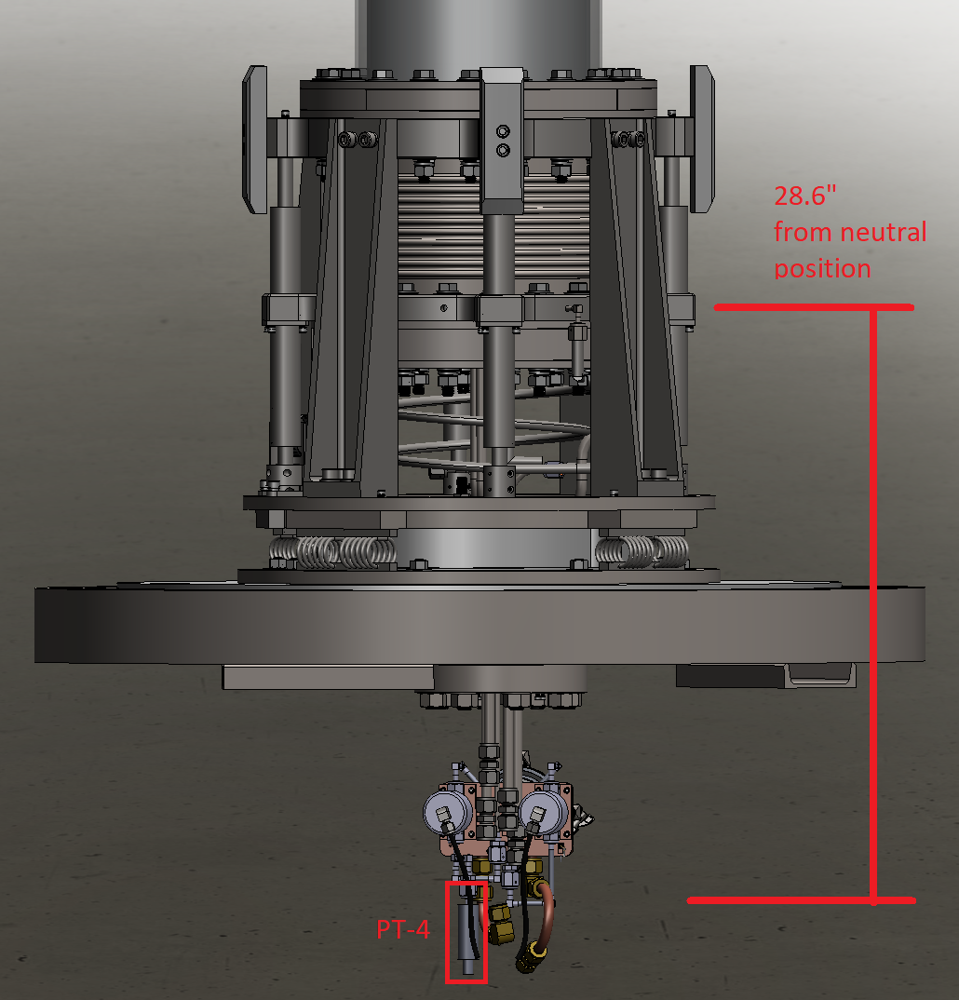 28.6"
from neutral
position
PT-4